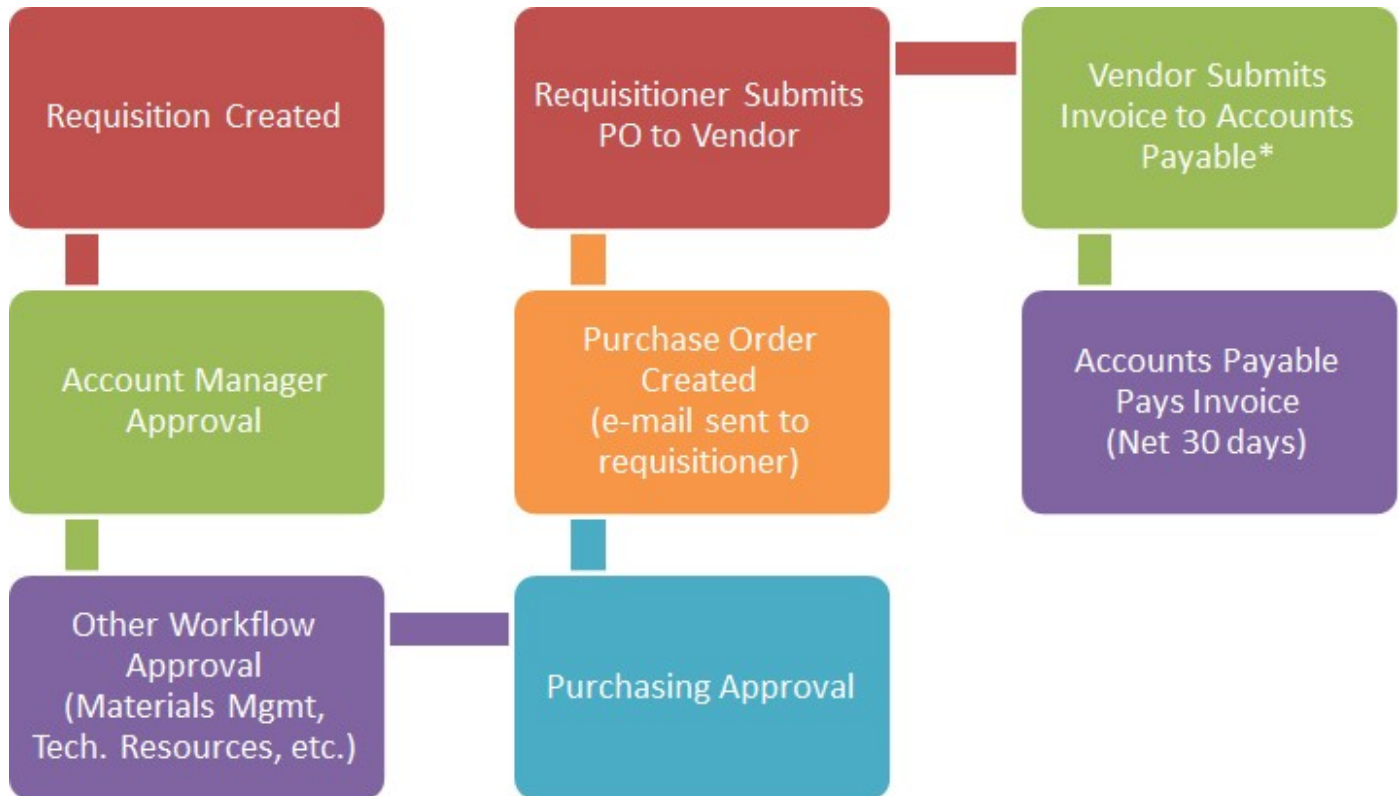 Requisition Created
Account Manager
Approval
Other Workflow
Approval
(Materials Mgmt,
Tech. Resources, etc.)
Purchasing Approval
Purchase Order
Created
(e-mail sent to
requisitioner)
Requisitioner Submits
PO to Vendor
Vendor Submits
Invoice to Accounts
Payable*
Accounts Payable
Pays Invoice
(Net 30 days)